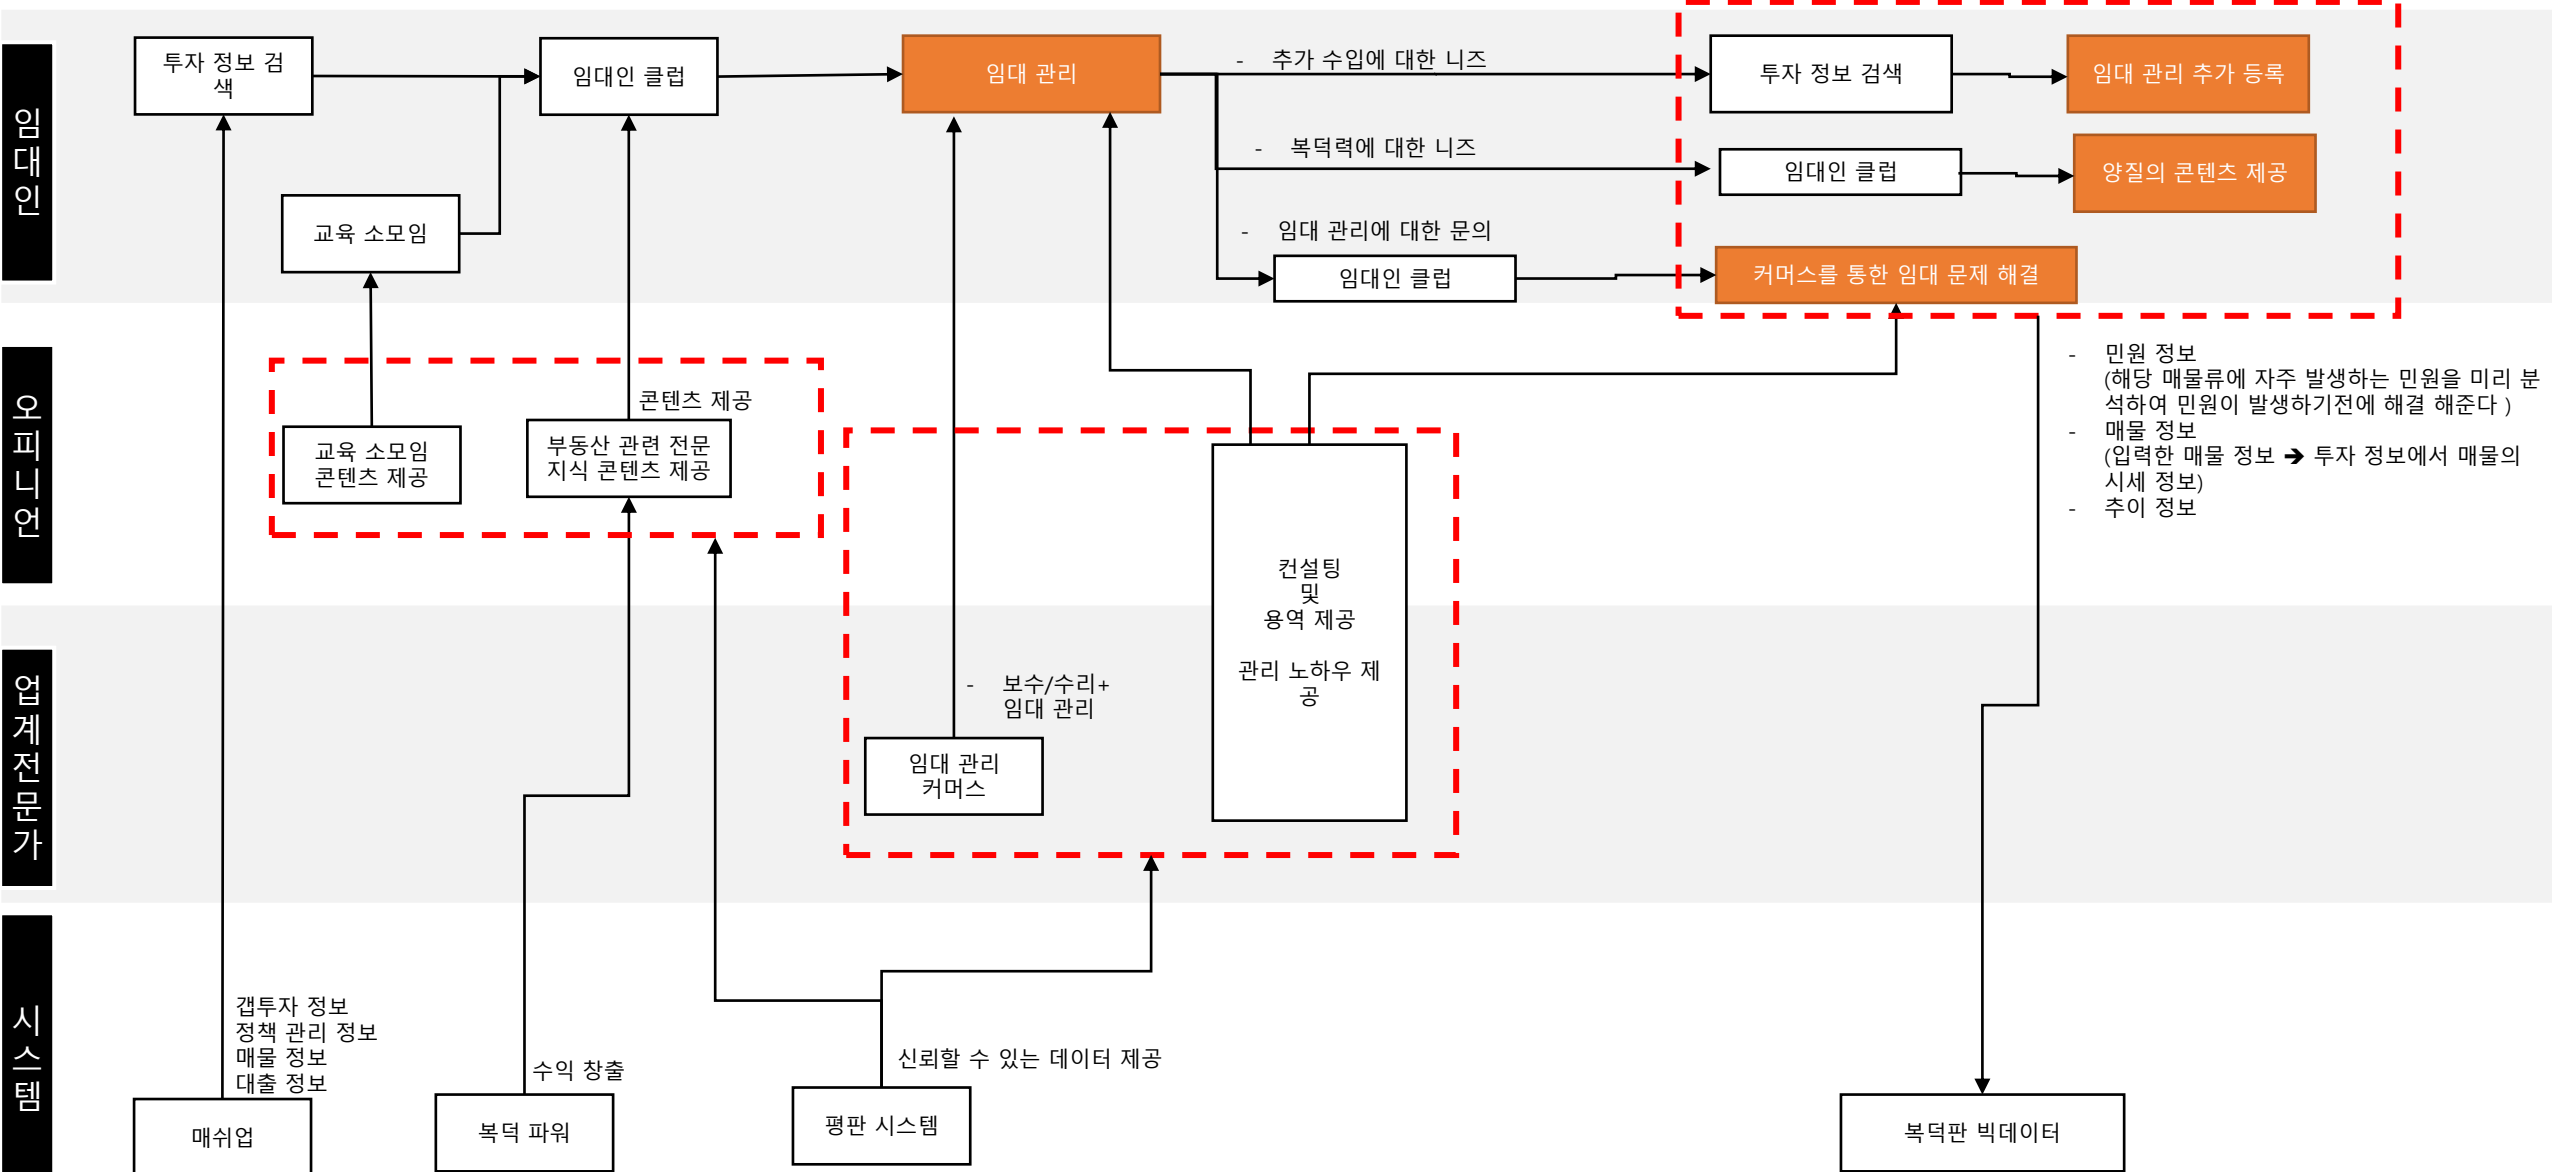 임대인
투자 정보 검
색
임대인 클럽
임대 관리
- 추가 수입에 대한 니즈
투자 정보 검색
임대 관리 추가 등록
- 복덕력에 대한 니즈
임대인 클럽
양질의 콘텐츠 제공
교육 소모임
- 임대 관리에 대한 문의
임대인 클럽
커머스를 통한 임대 문제 해결
오피니언
교육 소모임
콘텐츠 제공
콘텐츠 제공
부동산 관련 전문
지식 콘텐츠 제공
- 민원 정보
(해당 매물류에 자주 발생하는 민원을 미리 분
석하여 민원이 발생하기전에 해결 해준다 )
- 매물 정보
(입력한 매물 정보 ➔ 투자 정보에서 매물의
시세 정보)
- 추이 정보
컨설팅
및
용역 제공
관리 노하우 제
공
업계전문가
- 보수/수리+
임대 관리
임대 관리
커머스
시스템
갭투자 정보
정책 관리 정보
매물 정보
대출 정보
매쉬업
수익 창출
복덕 파워
신뢰할 수 있는 데이터 제공
평판 시스템
복덕판 빅데이터